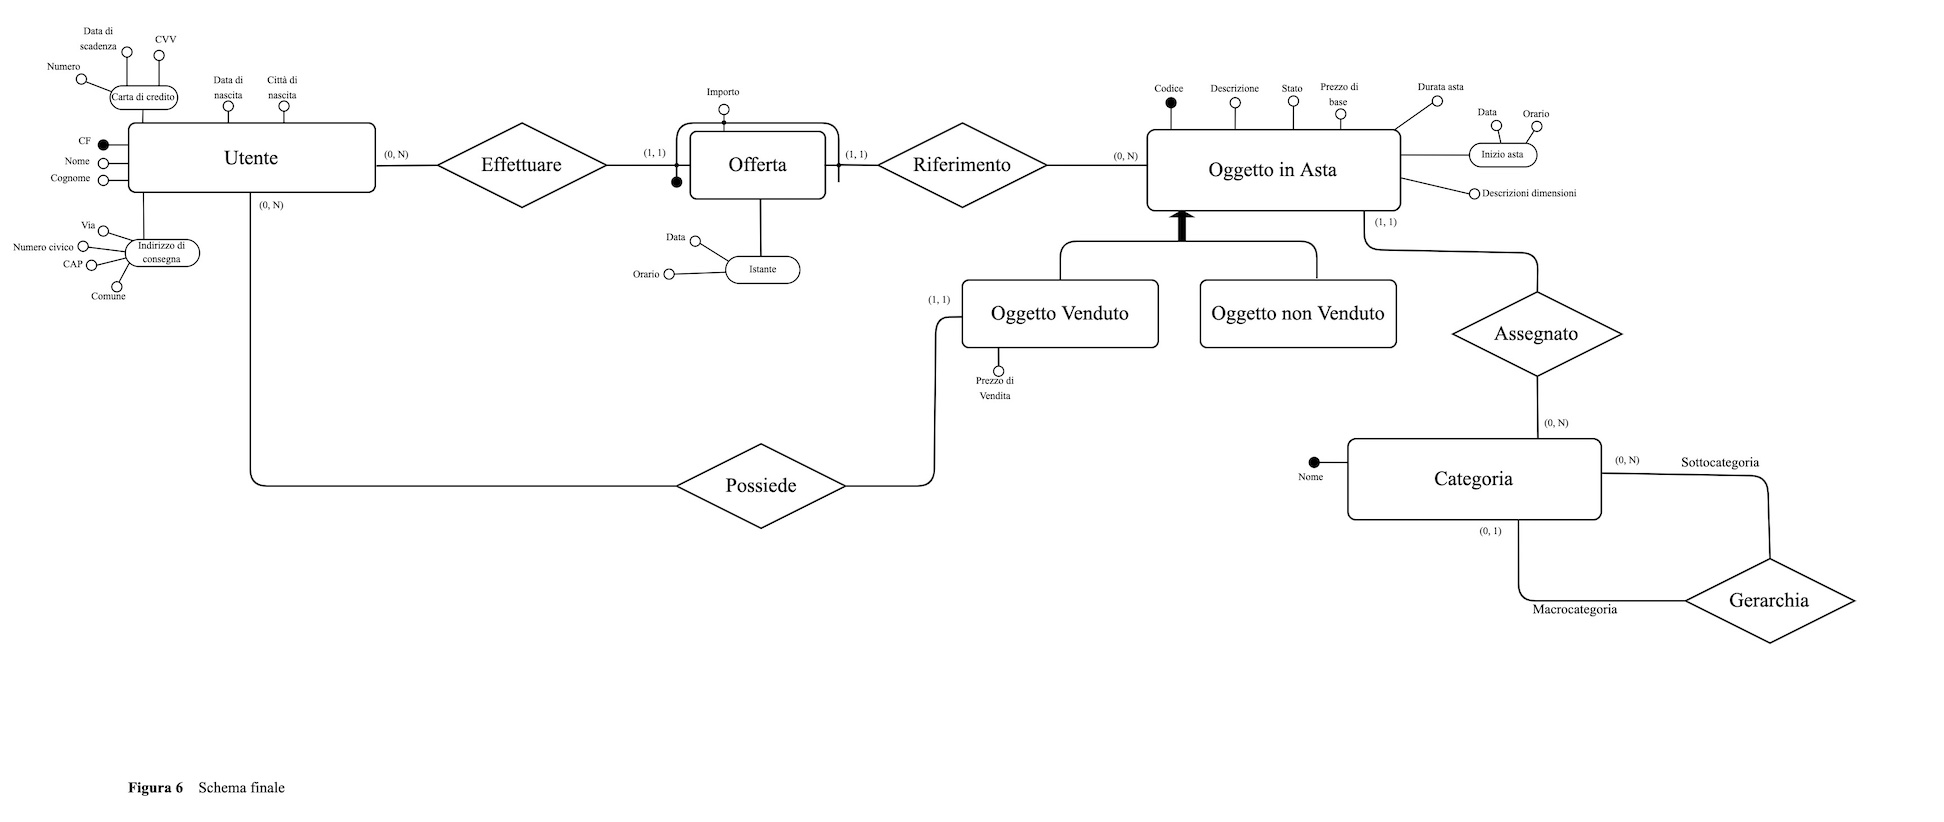 Data di
scadenza
CVV
Numero
Carta di credito
Data di
nascita
Città di
nascita
CF
Nome
Cognome
Utente
(0, N)
(0, N)
Via
Numero civico
CAP
Comune
Indirizzo di
consegna
Effettuare
(1, 1)
Importo
Offerta
(1, 1)
Data
Orario
Istante
Riferimento
(0, N)
Codice
Descrizione
Stato
Prezzo di
base
Durata asta
Data
Orario
Inizio asta
Descrizioni dimensioni
Oggetto in Asta
(1, 1)
(1, 1)
Oggetto Venduto
Prezzo di
Vendita
Oggetto non Venduto
Assegnato
(0, N)
Possiede
Nome
Categoria
(0, N)
Sottocategoria
(0, 1)
Macrocategoria
Gerarchia
Figura 6 Schema finale